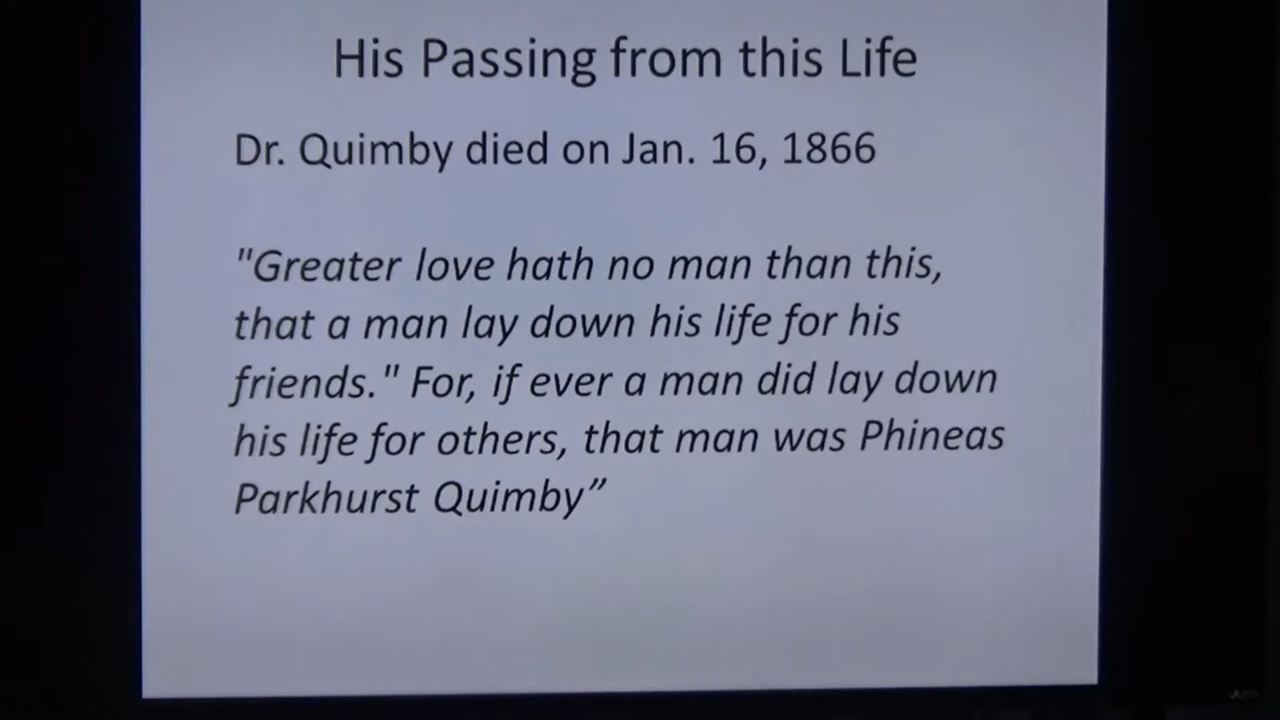 His Passing from this Life
Dr. Quimby died on Jan. 16, 1866
"Greater love hath no man than this,
that a man lay down his life for his
friends." For, if ever a man did lay down
his life for others, that man was Phineas
Parkhurst Quimby”